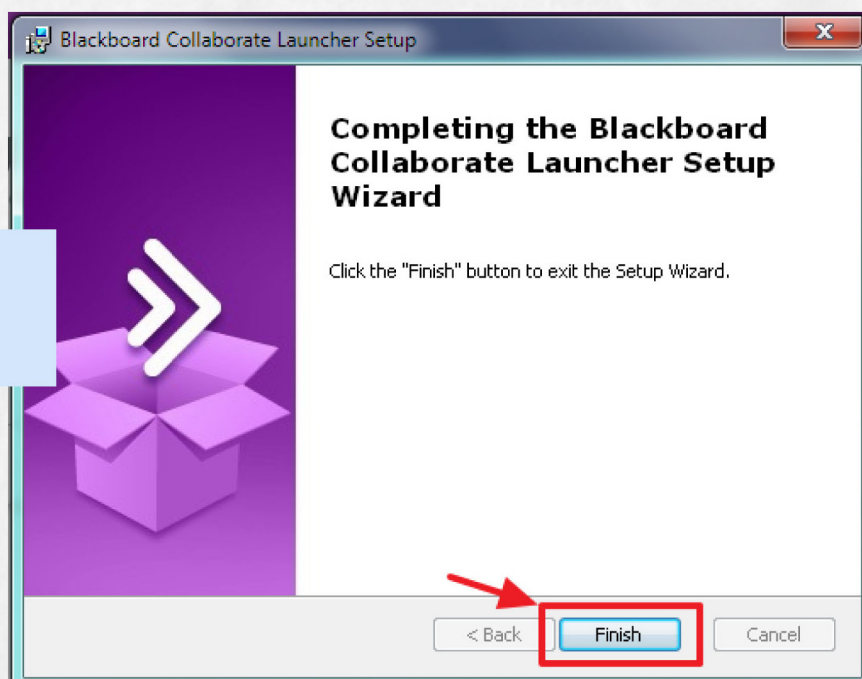 Blackboard Collaborate Launcher Setup
Completing the Blackboard
Collaborate Launcher Setup
Wizard
Click the "Finish" button to exit the Setup Wizard.
< Back
Finish
Cancel